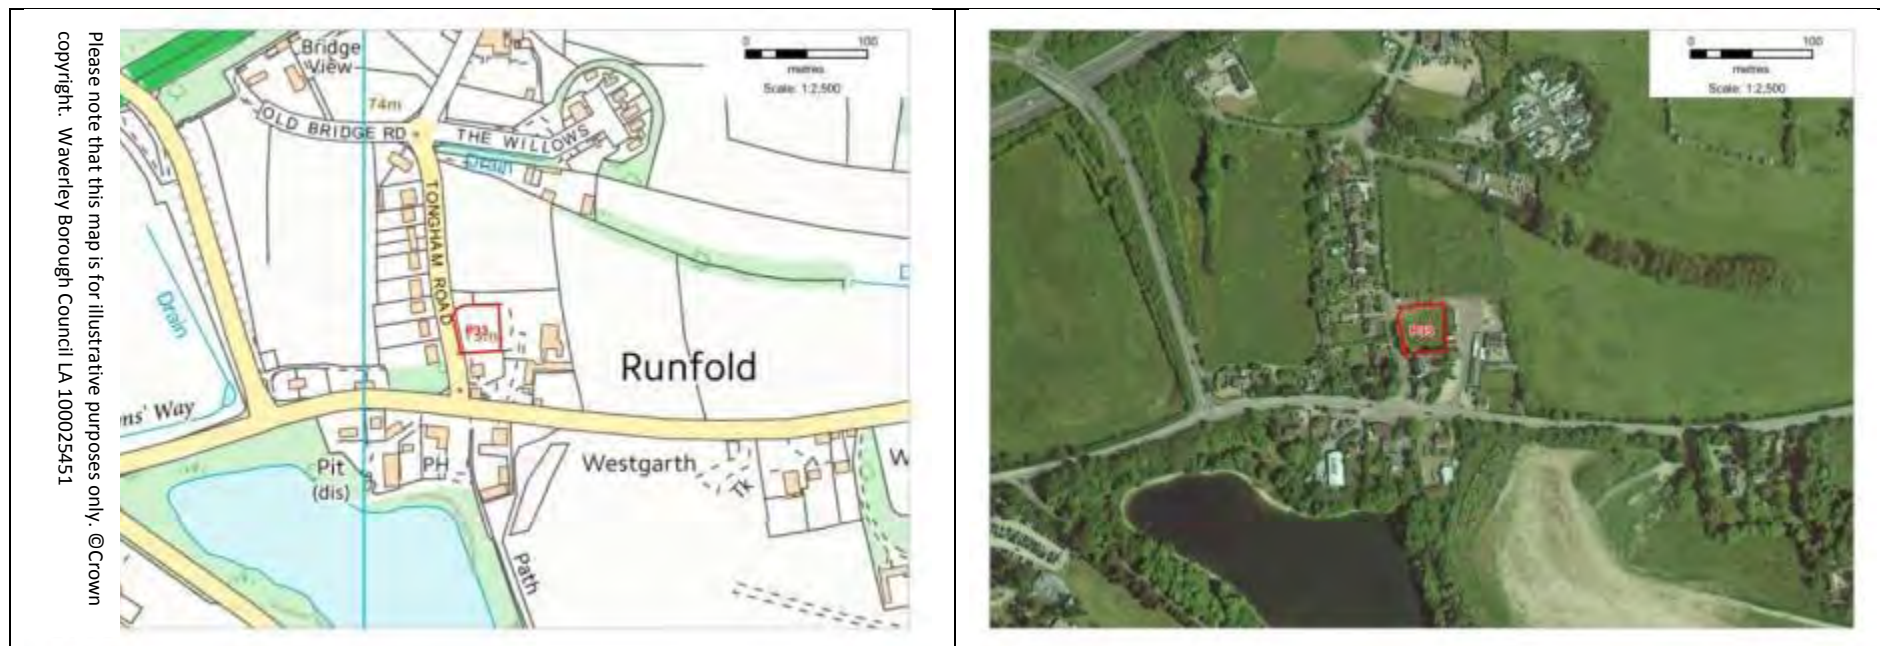 Please note that this map is for illustrative purposes only. ©Crown
copyright. Waverley Borough Council LA 100025451
Bridge
View
0 100
metres
Scale: 1:2,500
74m
OLD BRIDGE RD
THE WILLOWS
Drain
TONGHAM ROAD
Drain
P33
Runfold
ns' Way
Pit
(dis)
PH
Westgarth
Tk
W
Path
D
0 100
metres
Scale: 1:2,500